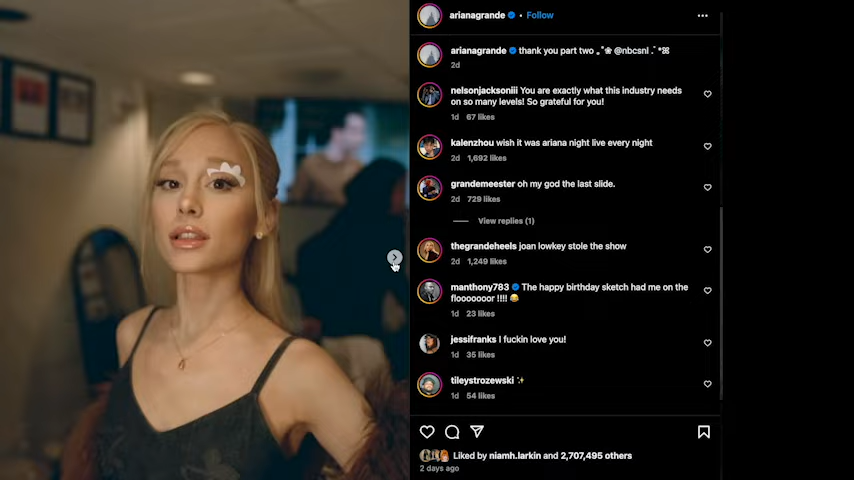 arianagrande • Follow
arianagrande thank you part two 𓈒 ˚❀ @nbcsnl .˚ *ꕤ
2d
nelsonjacksoniii You are exactly what this industry needs
on so many levels! So grateful for you!
1d 67 likes
kalenzhou wish it was ariana night live every night
2d 1,692 likes
grandemeester oh my god the last slide.
2d 729 likes
View replies (1)
thegrandeheels joan lowkey stole the show
2d 1,249 likes
manthony783 The happy birthday sketch had me on the
flooooooor !!!! 😂
1d 23 likes
jessifranks I fuckin love you!
1d 35 likes
tileystrozewski ✨
1d 54 likes
Liked by niamh.larkin and 2,707,495 others
2 days ago